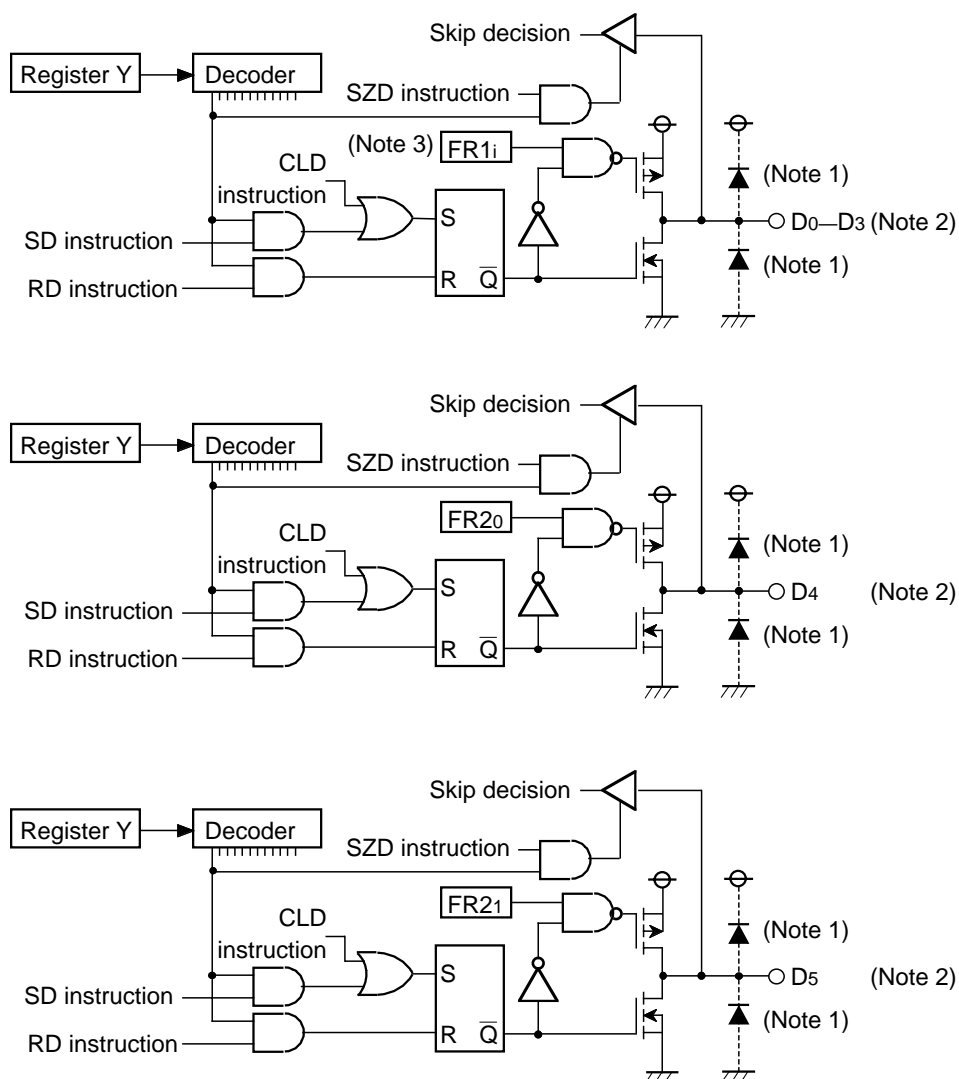 Skip decision
Register Y
Decoder
SZD instruction
(Note 3)
FR1i
CLD
instruction
(Note 1)
S
D0—D3 (Note 2)
SD instruction
(Note 1)
RD instruction
R
Q
Skip decision
Register Y
Decoder
SZD instruction
FR20
CLD
instruction
(Note 1)
S
D4 (Note 2)
SD instruction
(Note 1)
RD instruction
R
Q
Skip decision
Register Y
Decoder
SZD instruction
FR21
CLD
instruction
(Note 1)
S
D5 (Note 2)
SD instruction
(Note 1)
RD instruction
R
Q